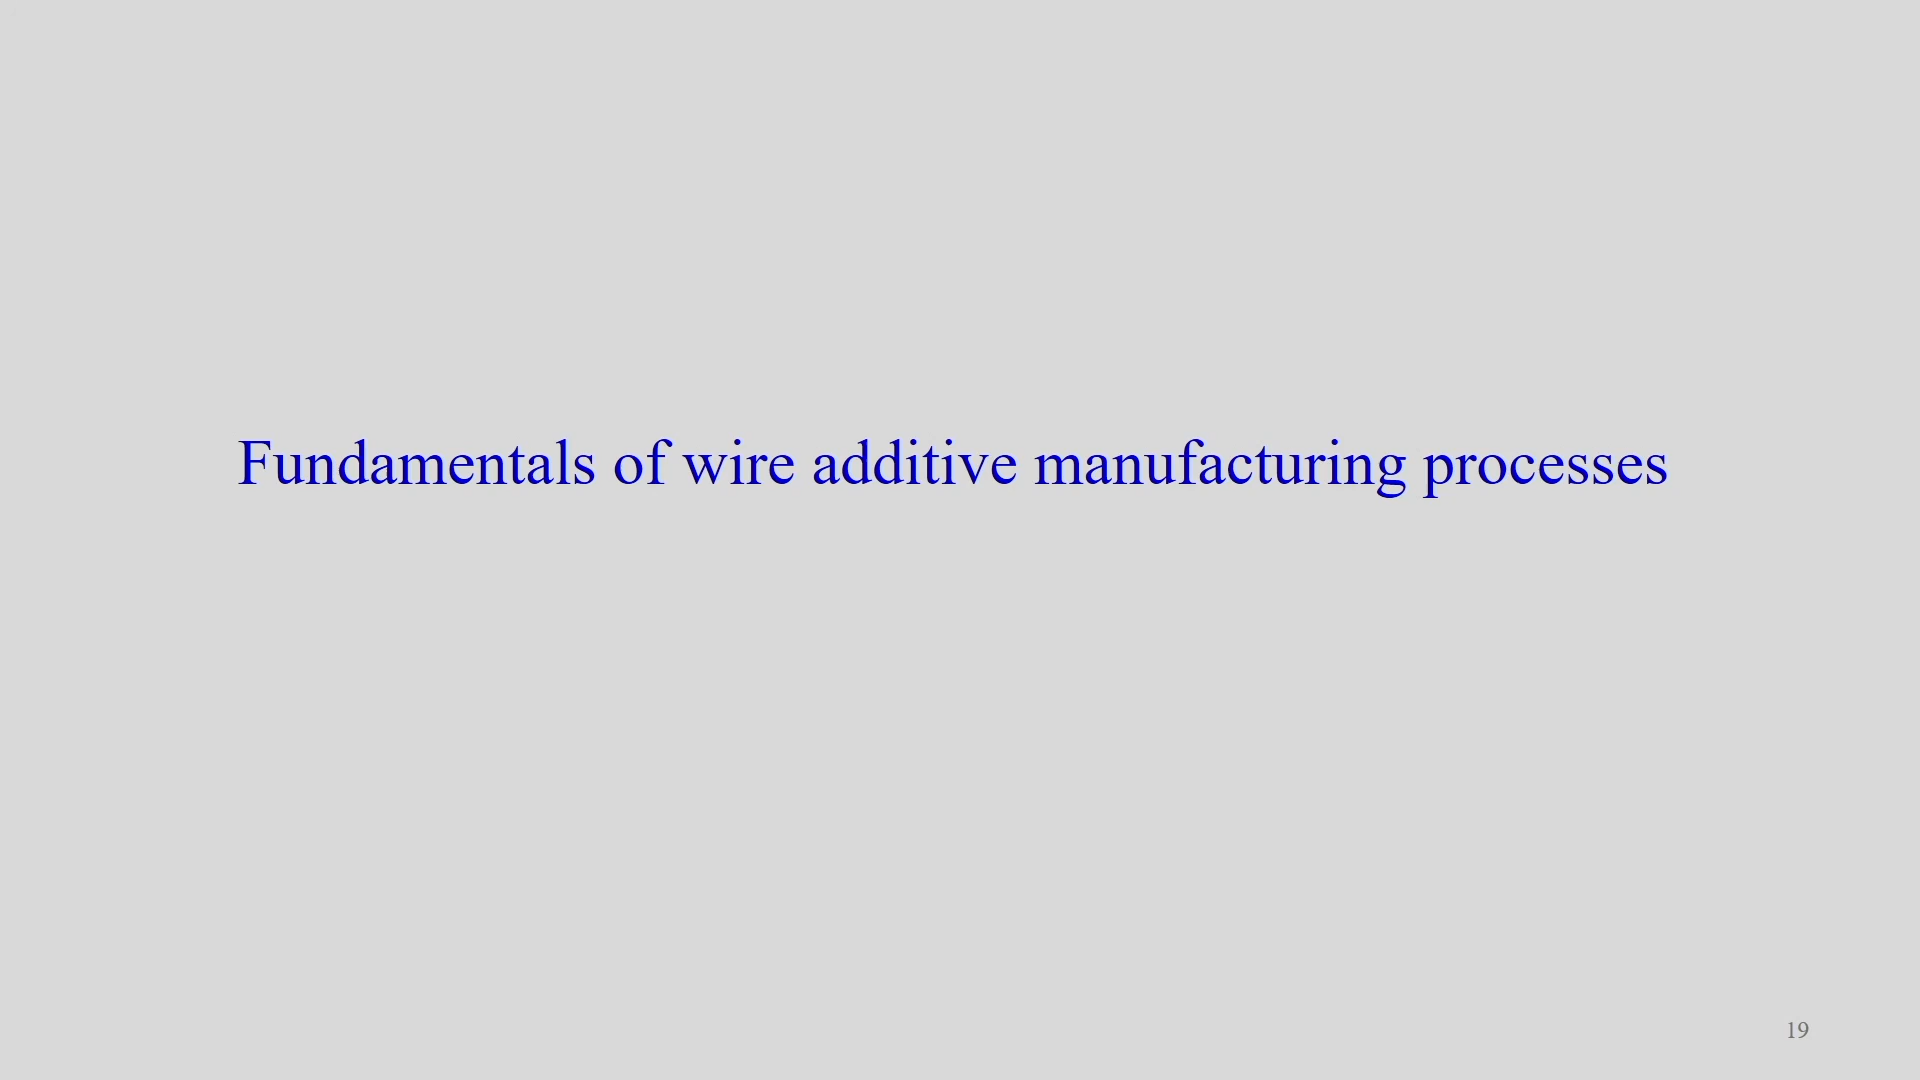 Fundamentals of wire additive manufacturing processes
19